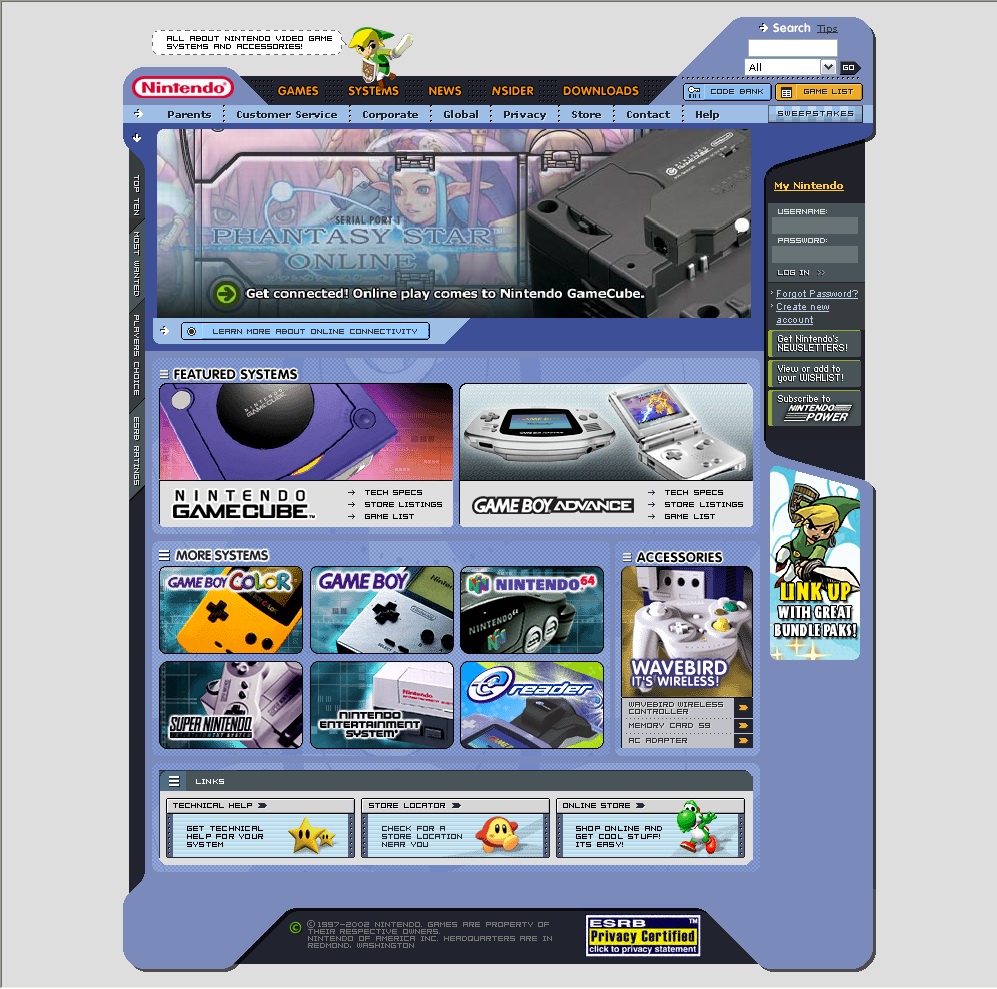 ALL ABOUT NINTENDO VIDEO GAME
SYSTEMS AND ACCESSORIES!
Search Tips
All
GO
Nintendo®
GAMES SYSTEMS NEWS NSIDER DOWNLOADS
CODE BANK GAME LIST
Parents Customer Service Corporate Global Privacy Store Contact Help
SWEEPSTAKES
TOP TEN
MOST WANTED
PLAYERS CHOICE
ESRB RATINGS
SERIAL PORT 1
PHANTASY STAR™
ONLINE
Get connected! Online play comes to Nintendo GameCube.
LEARN MORE ABOUT ONLINE CONNECTIVITY
My Nintendo
USERNAME:
PASSWORD:
LOG IN
Forgot Password?
Create new
account
Get Nintendo's
NEWSLETTERS!
View or add to
your WISHLIST!
Subscribe to
NINTENDO
POWER
LINK UP
WITH GREAT
BUNDLE PAKS!
FEATURED SYSTEMS
NINTENDO
GAMECUBE™
TECH SPECS
STORE LISTINGS
GAME LIST
GAME BOY ADVANCE
TECH SPECS
STORE LISTINGS
GAME LIST
MORE SYSTEMS
GAME BOY COLOR
GAME BOY
NINTENDO64
SUPER NINTENDO
ENTERTAINMENT SYSTEM
NINTENDO
ENTERTAINMENT
SYSTEM
e reader
ACCESSORIES
WAVEBIRD
IT'S WIRELESS!
WAVEBIRD WIRELESS
CONTROLLER
MEMORY CARD 59
AC ADAPTER
LINKS
TECHNICAL HELP
GET TECHNICAL
HELP FOR YOUR
SYSTEM
STORE LOCATOR
CHECK FOR A
STORE LOCATION
NEAR YOU
ONLINE STORE
SHOP ONLINE AND
GET COOL STUFF!
ITS EASY!
©1997-2002 NINTENDO. GAMES ARE PROPERTY OF
THEIR RESPECTIVE OWNERS.
NINTENDO OF AMERICA INC. HEADQUARTERS ARE IN
REDMOND, WASHINGTON
ESRB ™
Privacy Certified
click to privacy statement